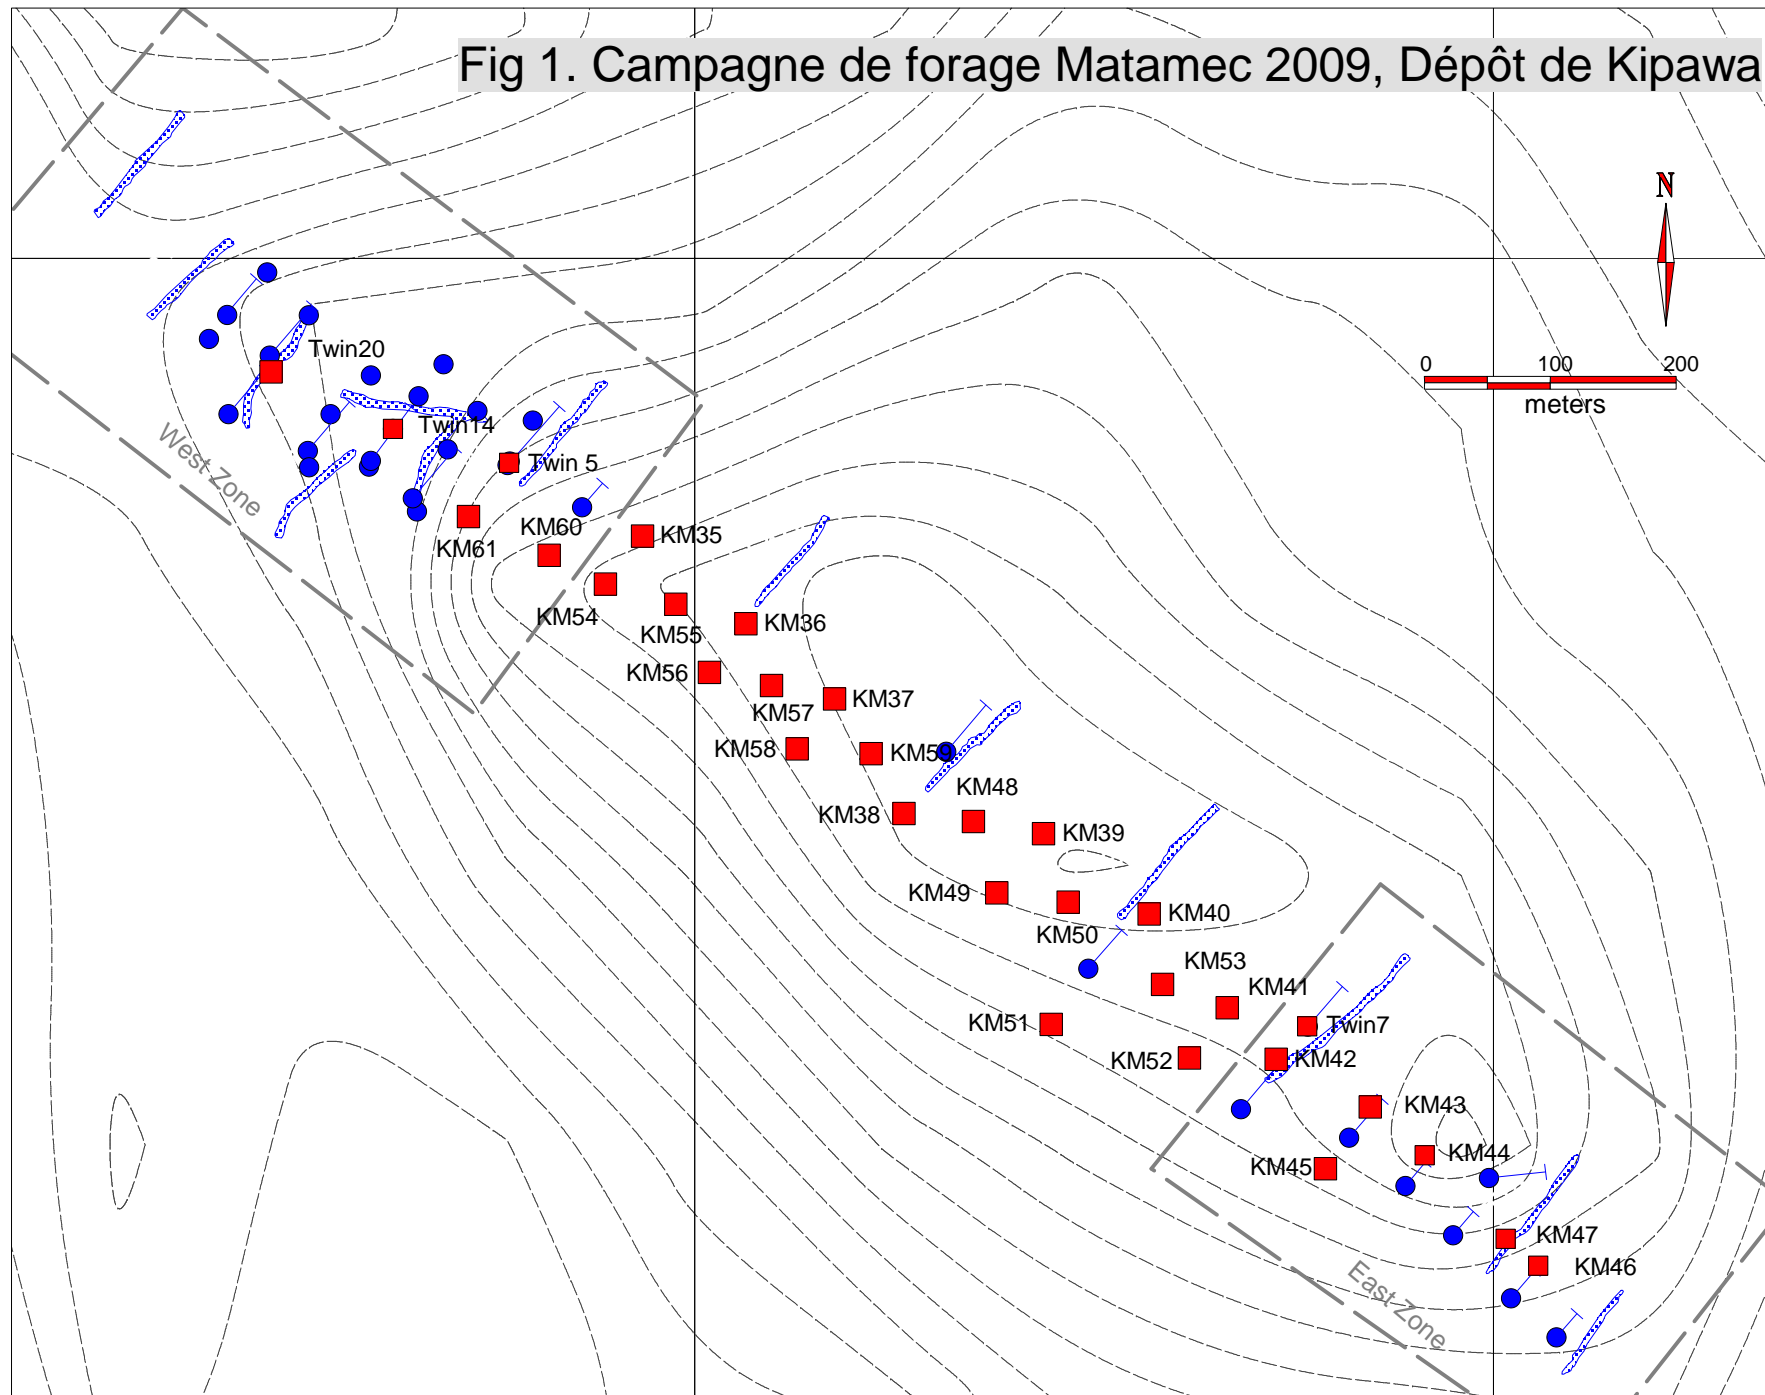 Fig 1. Campagne de forage Matamec 2009, Dépôt de Kipawa
N
0 100 200
meters
Twin20
Twin14
West Zone
Twin 5
KM60
KM35
KM61
KM54
KM55
KM36
KM56
KM57
KM37
KM58
KM59
9
KM48
KM38
KM39
KM49
KM40
KM50
KM53
KM41
KM51
Twin7
KM52
KM42
KM43
KM44
KM45
KM47
KM46
East Zone